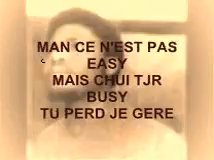 MAN CE N'EST PAS
EASY
MAIS CHUI TJR
BUSY
TU PERD JE GERE